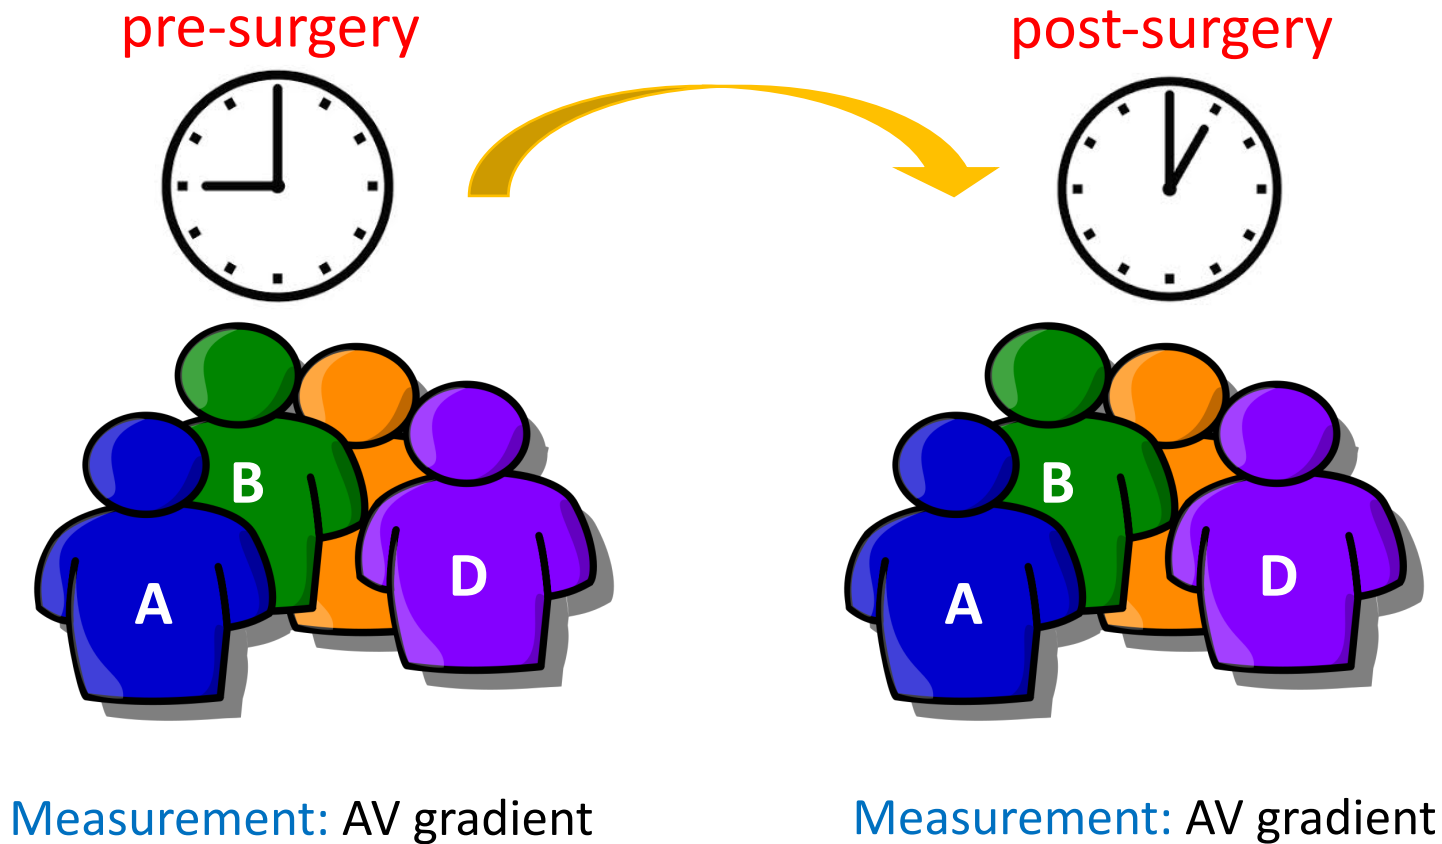 pre-surgery
post-surgery
B
A
D
B
A
D
Measurement: AV gradient
Measurement: AV gradient